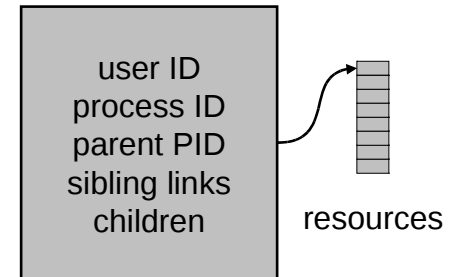 user ID
process ID
parent PID
sibling links
children
resources